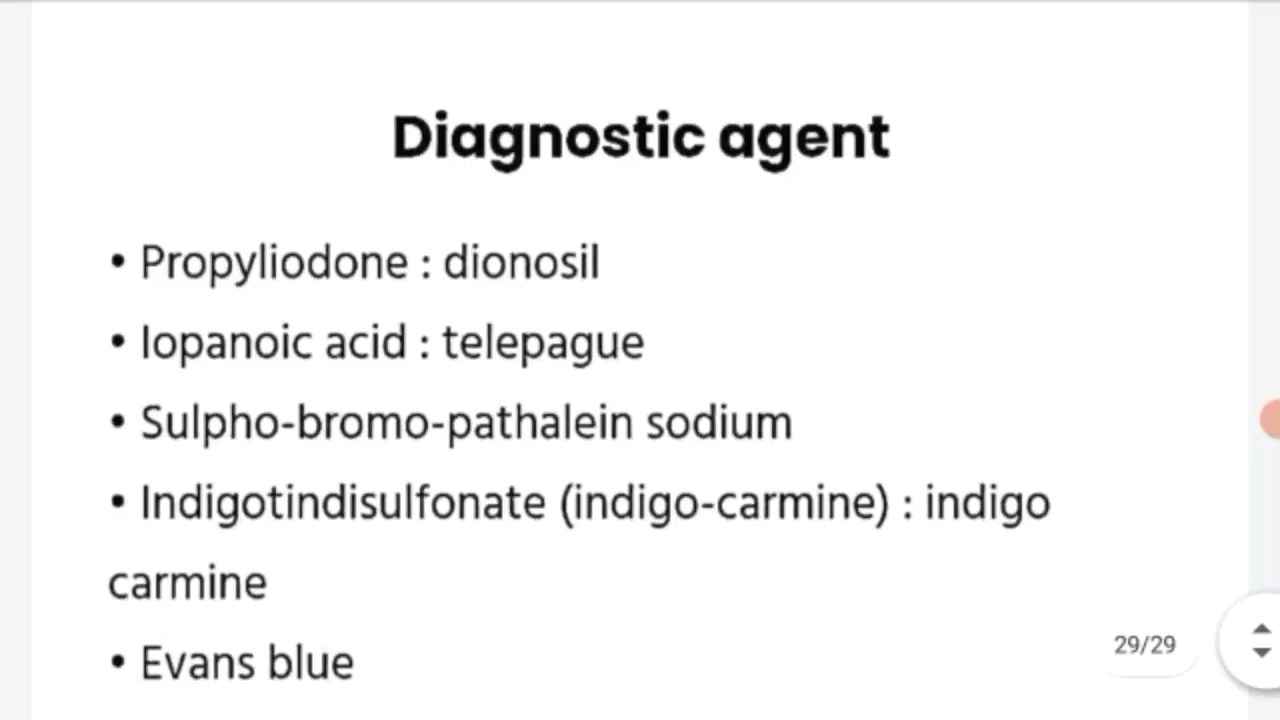 Diagnostic agent
• Propyliodone : dionosil
• Iopanoic acid : telepague
• Sulpho-bromo-pathalein sodium
• Indigotindisulfonate (indigo-carmine) : indigo
carmine
• Evans blue
29/29